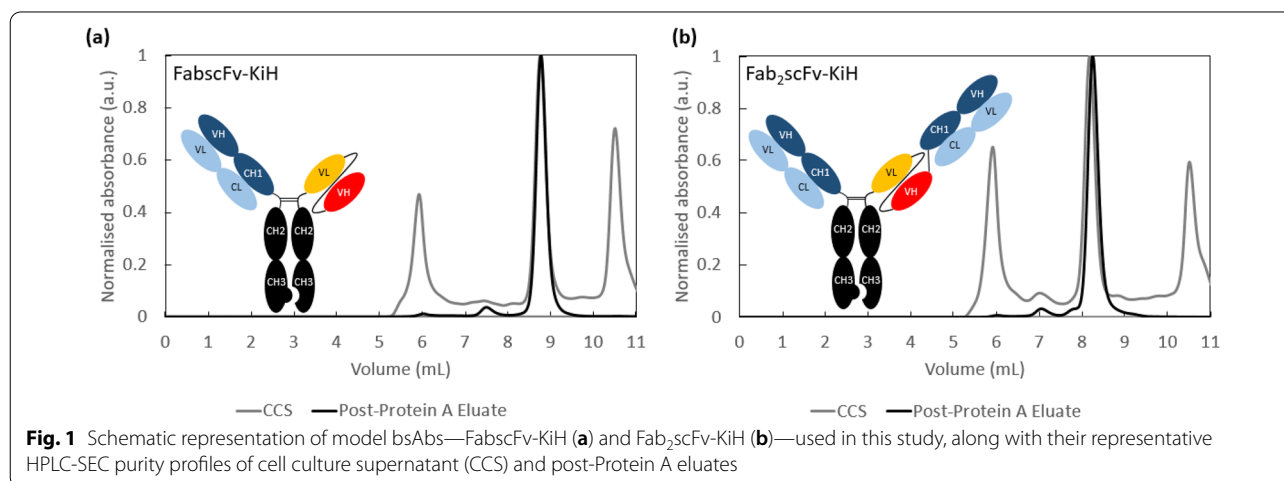 (a)
FabscFv-KiH
Normalised absorbance (a.u.)
1
0.8
0.6
0.4
0.2
0
VH
VL
CH1
CL
VL
VH
CH2 CH2
CH3 CH3
0 1 2 3 4 5 6 7 8 9 10 11
Volume (mL)
CCS Post-Protein A Eluate
(b)
Fab2scFv-KiH
Normalised absorbance (a.u.)
1
0.8
0.6
0.4
0.2
0
VH
VL
CH1
CL
VH
VL
CH1
CL
VL
VH
CH2 CH2
CH3 CH3
0 1 2 3 4 5 6 7 8 9 10 11
Volume (mL)
CCS Post-Protein A Eluate
Fig. 1 Schematic representation of model bsAbs—FabscFv-KiH (a) and Fab2scFv-KiH (b)—used in this study, along with their representative
HPLC-SEC purity profiles of cell culture supernatant (CCS) and post-Protein A eluates